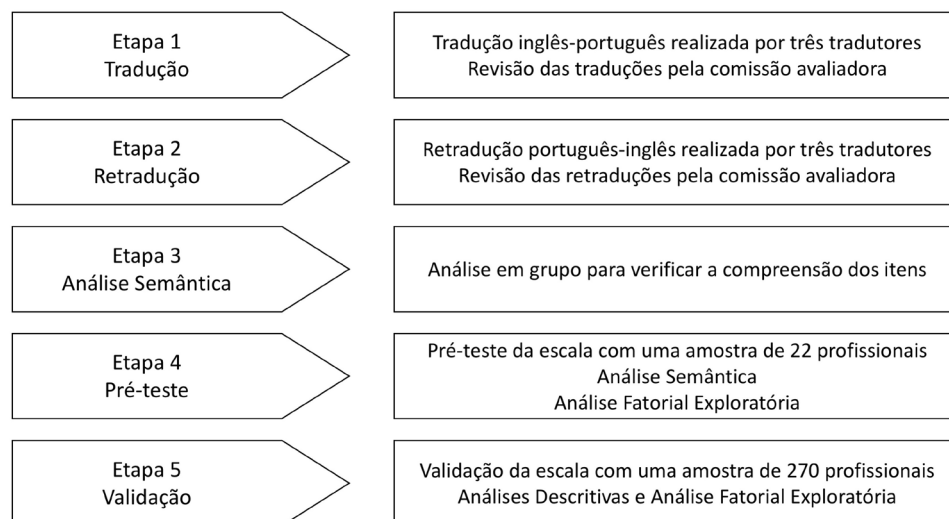 Etapa 1
Tradução
Tradução inglês-português realizada por três tradutores
Revisão das traduções pela comissão avaliadora
Etapa 2
Retradução
Retradução português-inglês realizada por três tradutores
Revisão das retraduções pela comissão avaliadora
Etapa 3
Análise Semântica
Análise em grupo para verificar a compreensão dos itens
Etapa 4
Pré-teste
Pré-teste da escala com uma amostra de 22 profissionais
Análise Semântica
Análise Fatorial Exploratória
Etapa 5
Validação
Validação da escala com uma amostra de 270 profissionais
Análises Descritivas e Análise Fatorial Exploratória